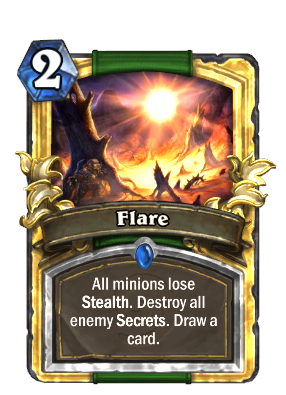 2
Flare
All minions lose
Stealth. Destroy all
enemy Secrets. Draw a
card.